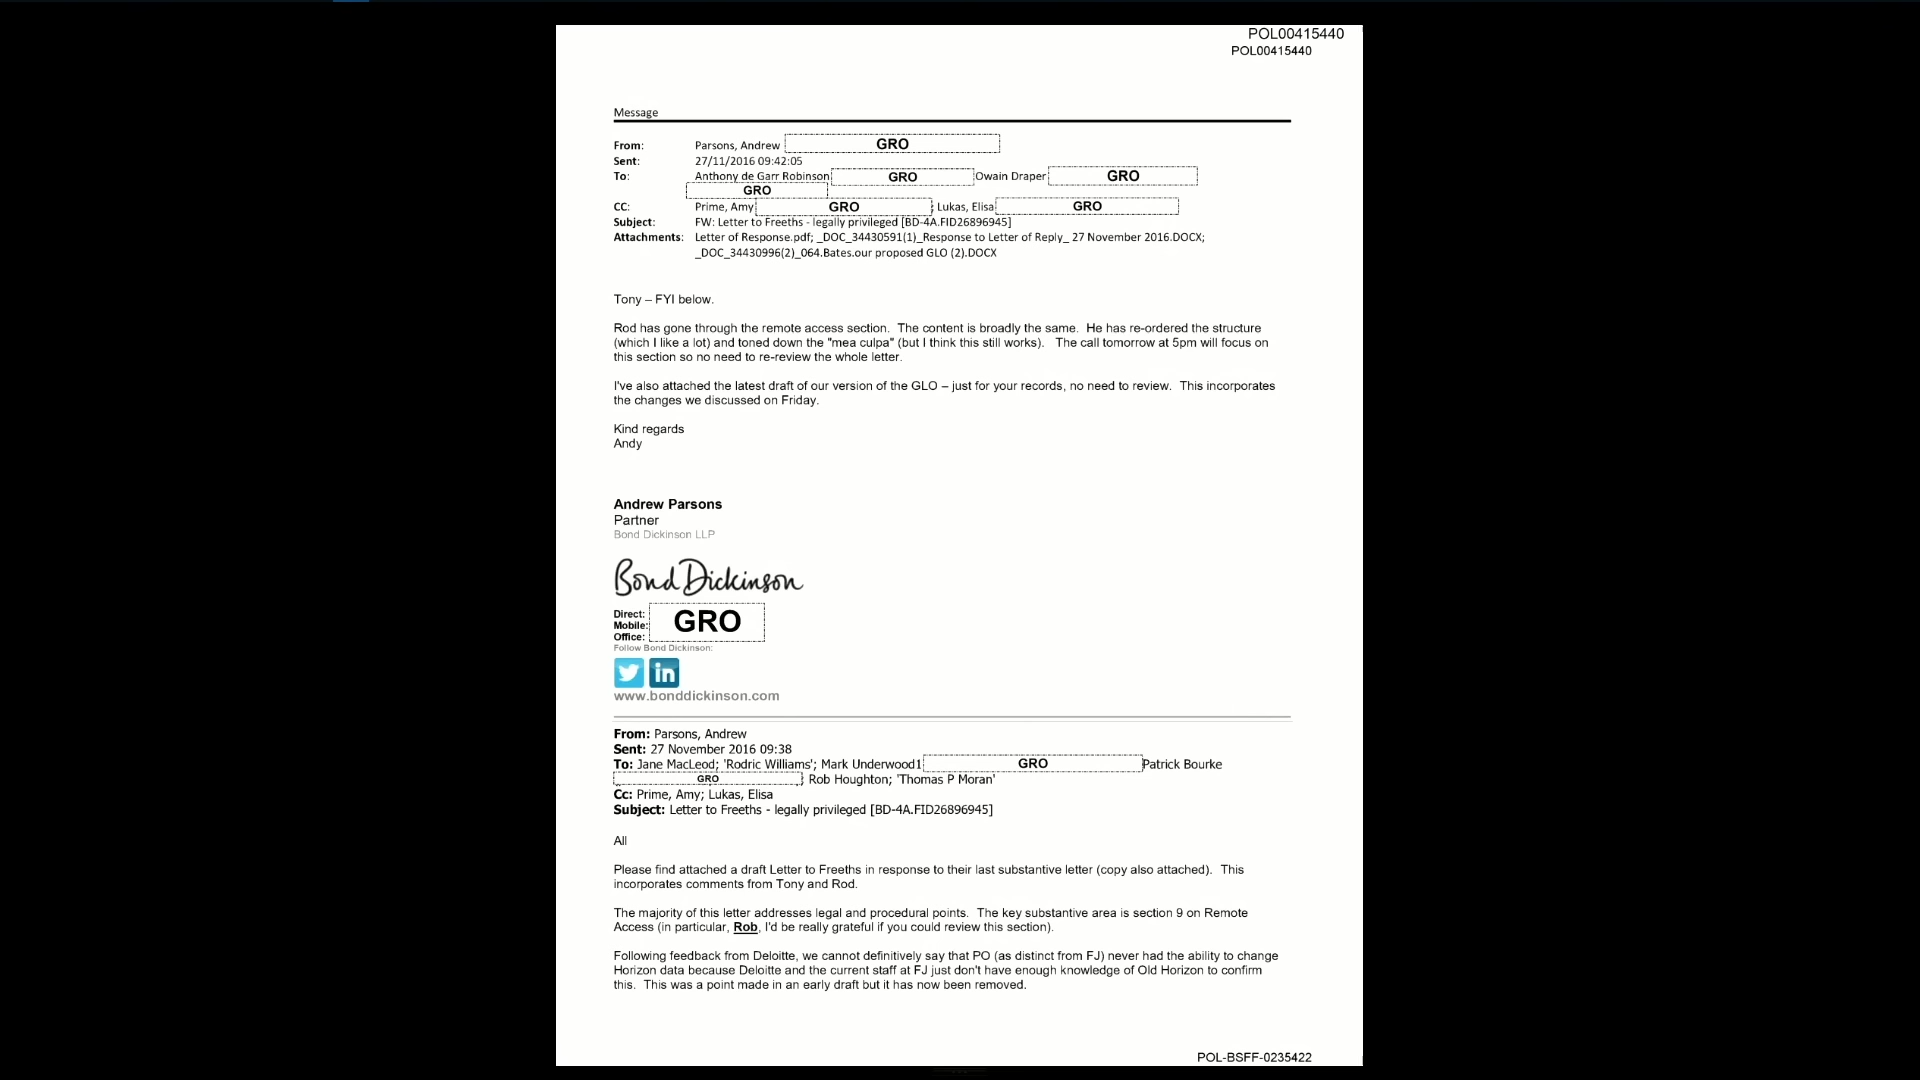 POL00415440
POL00415440
Message
From: Parsons, Andrew GRO
Sent: 27/11/2016 09:42:05
To: Anthony de Garr Robinson GRO Owain Draper GRO
GRO
CC: Prime, Amy GRO ; Lukas, Elisa GRO
Subject: FW: Letter to Freeths - legally privileged [BD-4A.FID26896945]
Attachments: Letter of Response.pdf; _DOC_34430591(1)_Response to Letter of Reply_ 27 November 2016.DOCX;
_DOC_34430996(2)_064.Bates.our proposed GLO (2).DOCX
Tony – FYI below.
Rod has gone through the remote access section. The content is broadly the same. He has re-ordered the structure
(which I like a lot) and toned down the "mea culpa" (but I think this still works). The call tomorrow at 5pm will focus on
this section so no need to re-review the whole letter.
I've also attached the latest draft of our version of the GLO – just for your records, no need to review. This incorporates
the changes we discussed on Friday.
Kind regards
Andy
Andrew Parsons
Partner
Bond Dickinson LLP
Bond Dickinson
Direct:
Mobile: GRO
Office:
Follow Bond Dickinson:
in
www.bonddickinson.com
From: Parsons, Andrew
Sent: 27 November 2016 09:38
To: Jane MacLeod; 'Rodric Williams'; Mark Underwood1 GRO Patrick Bourke
GRO ; Rob Houghton; 'Thomas P Moran'
Cc: Prime, Amy; Lukas, Elisa
Subject: Letter to Freeths - legally privileged [BD-4A.FID26896945]
All
Please find attached a draft Letter to Freeths in response to their last substantive letter (copy also attached). This
incorporates comments from Tony and Rod.
The majority of this letter addresses legal and procedural points. The key substantive area is section 9 on Remote
Access (in particular, Rob, I'd be really grateful if you could review this section).
Following feedback from Deloitte, we cannot definitively say that PO (as distinct from FJ) never had the ability to change
Horizon data because Deloitte and the current staff at FJ just don't have enough knowledge of Old Horizon to confirm
this. This was a point made in an early draft but it has now been removed.
POL-BSFF-0235422